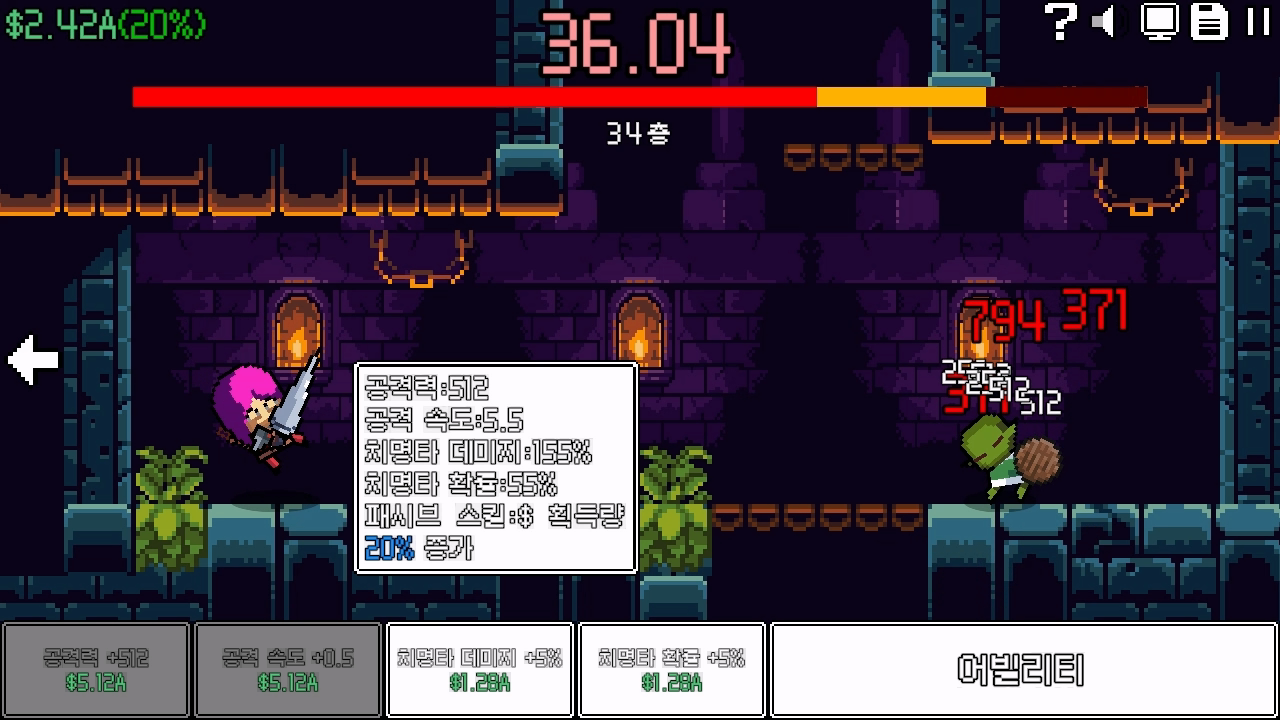 $2.42A(20%)
36.04
?
34층
794 371
512
공격력:512
공격 속도:5.5
치명타 데미지:155%
치명타 확률:55%
패시브 스킬:$ 획득량
20% 증가
공격력 +512
$5.12A
공격 속도 +0.5
$5.12A
치명타 데미지 +5%
$1.28A
치명타 확률 +5%
$1.28A
어빌리티